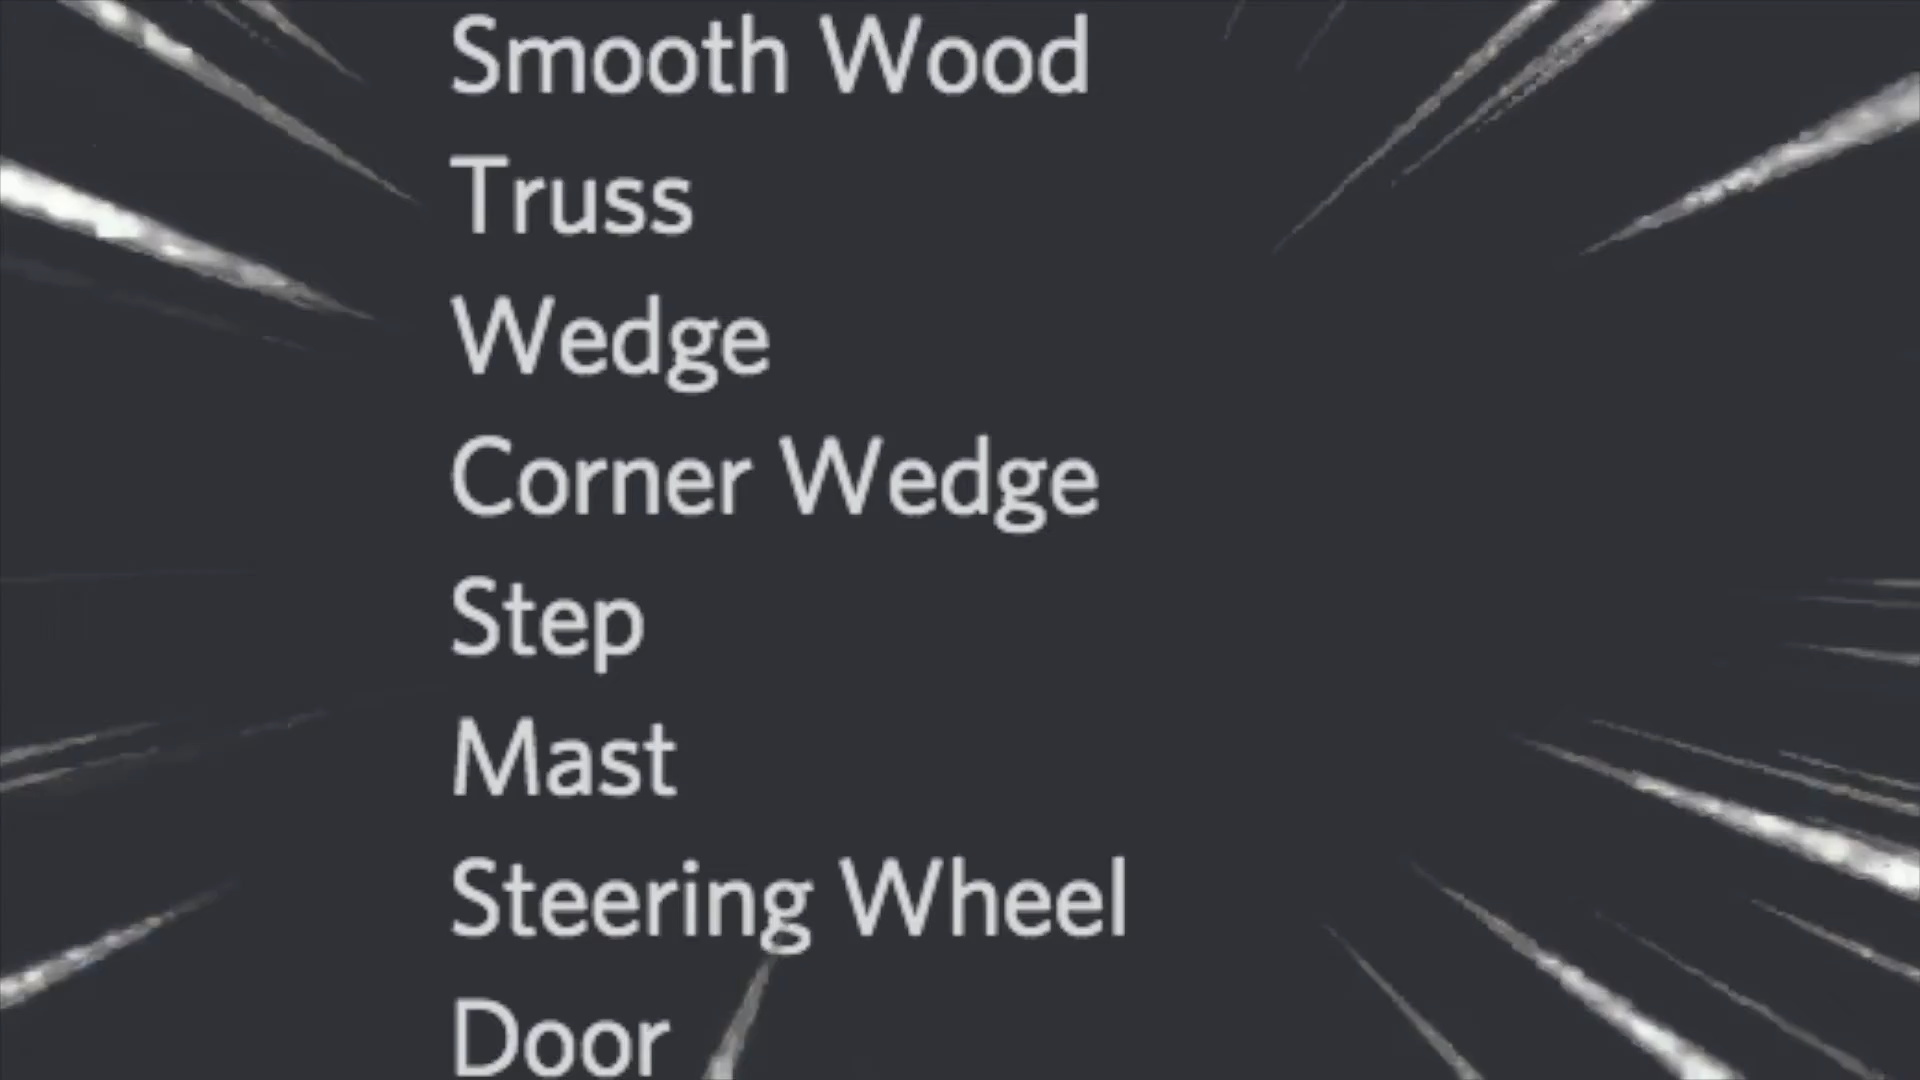 Smooth Wood
Truss
Wedge
Corner Wedge
Step
Mast
Steering Wheel
Door